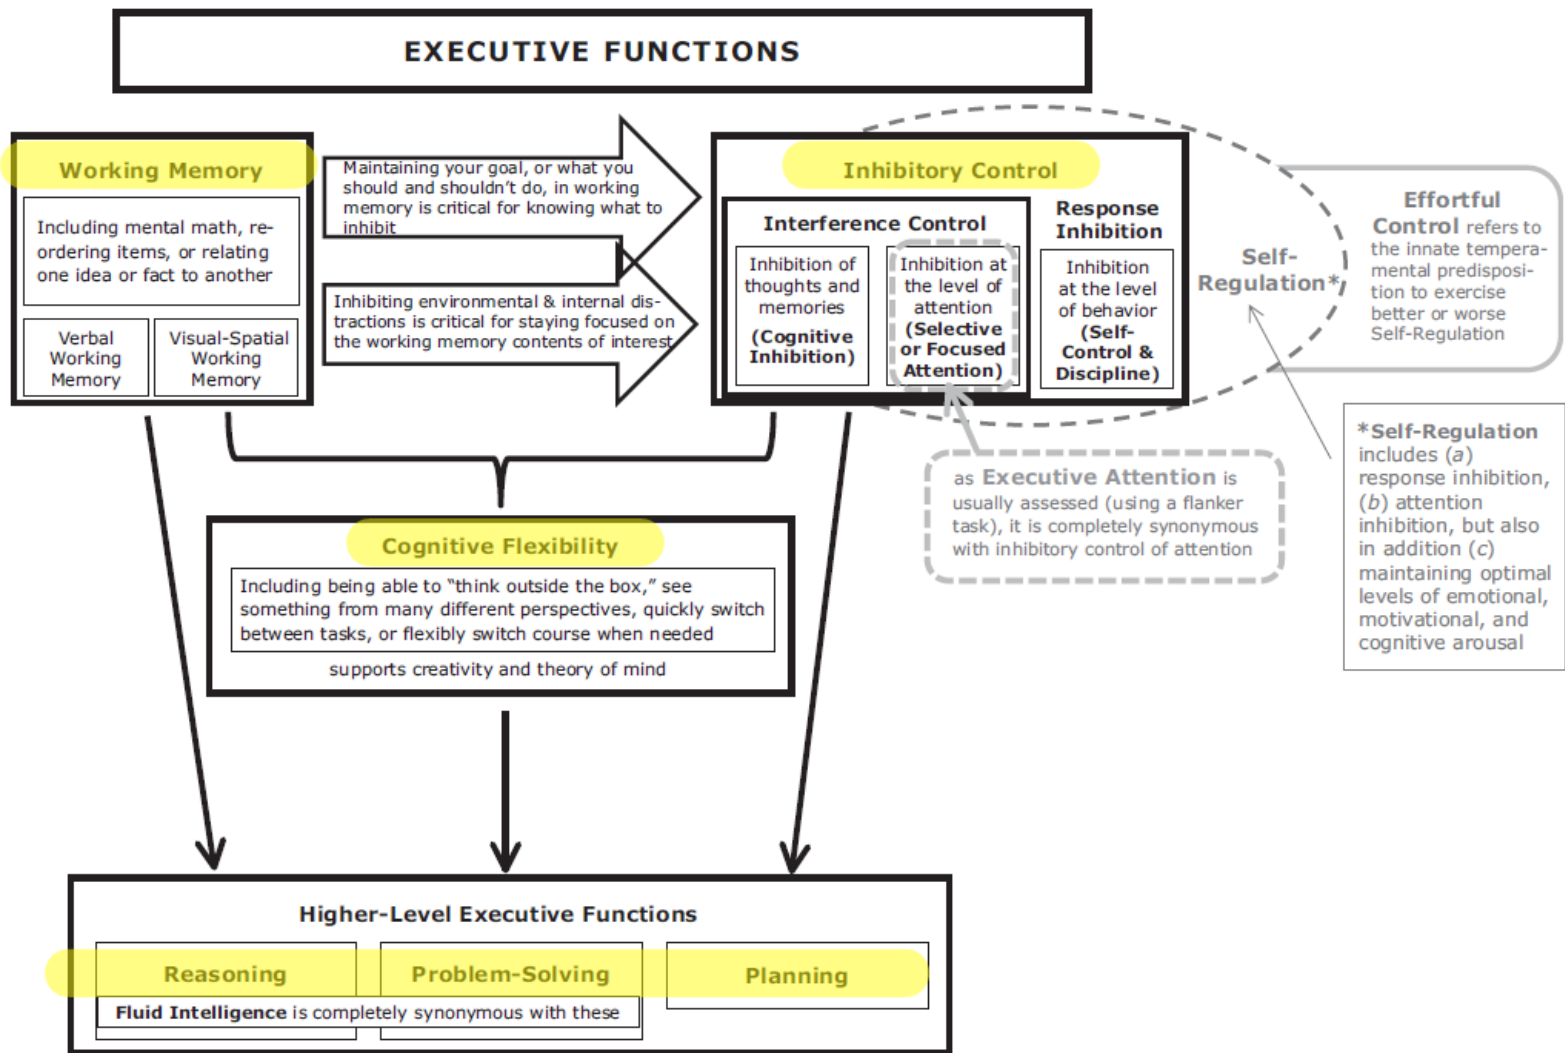 EXECUTIVE FUNCTIONS
Working Memory
Including mental math, re-
ordering items, or relating
one idea or fact to another
Verbal
Working
Memory
Visual-Spatial
Working
Memory
Maintaining your goal, or what you
should and shouldn't do, in working
memory is critical for knowing what to
inhibit
Inhibiting environmental & internal dis-
tractions is critical for staying focused on
the working memory contents of interest
Inhibitory Control
Interference Control
Inhibition of
thoughts and
memories
(Cognitive
Inhibition)
Inhibition at
the level of
attention
(Selective
or Focused
Attention)
Response
Inhibition
Inhibition
at the level
of behavior
(Self-
Control &
Discipline)
Self-
Regulation*
Effortful
Control refers to
the innate tempera-
mental predisposi-
tion to exercise
better or worse
Self-Regulation
as Executive Attention is
usually assessed (using a flanker
task), it is completely synonymous
with inhibitory control of attention
*Self-Regulation
includes (a)
response inhibition,
(b) attention
inhibition, but also
in addition (c)
maintaining optimal
levels of emotional,
motivational, and
cognitive arousal
Cognitive Flexibility
Including being able to "think outside the box," see
something from many different perspectives, quickly switch
between tasks, or flexibly switch course when needed
supports creativity and theory of mind
Higher-Level Executive Functions
Reasoning
Problem-Solving
Planning
Fluid Intelligence is completely synonymous with these